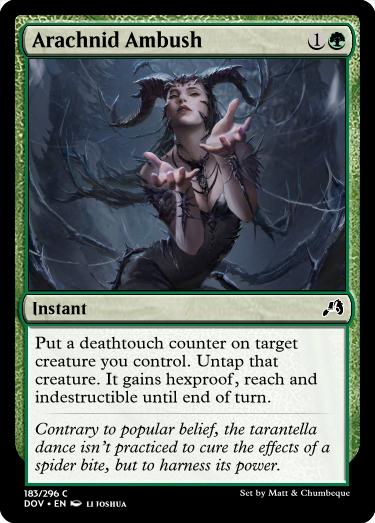 Arachnid Ambush 1
Instant
Put a deathtouch counter on target
creature you control. Untap that
creature. It gains hexproof, reach and
indestructible until end of turn.
Contrary to popular belief, the tarantella
dance isn't practiced to cure the effects of a
spider bite, but to harness its power.
183/296 C
DOV • EN LI JOSHUA
Set by Matt & Chumbeque